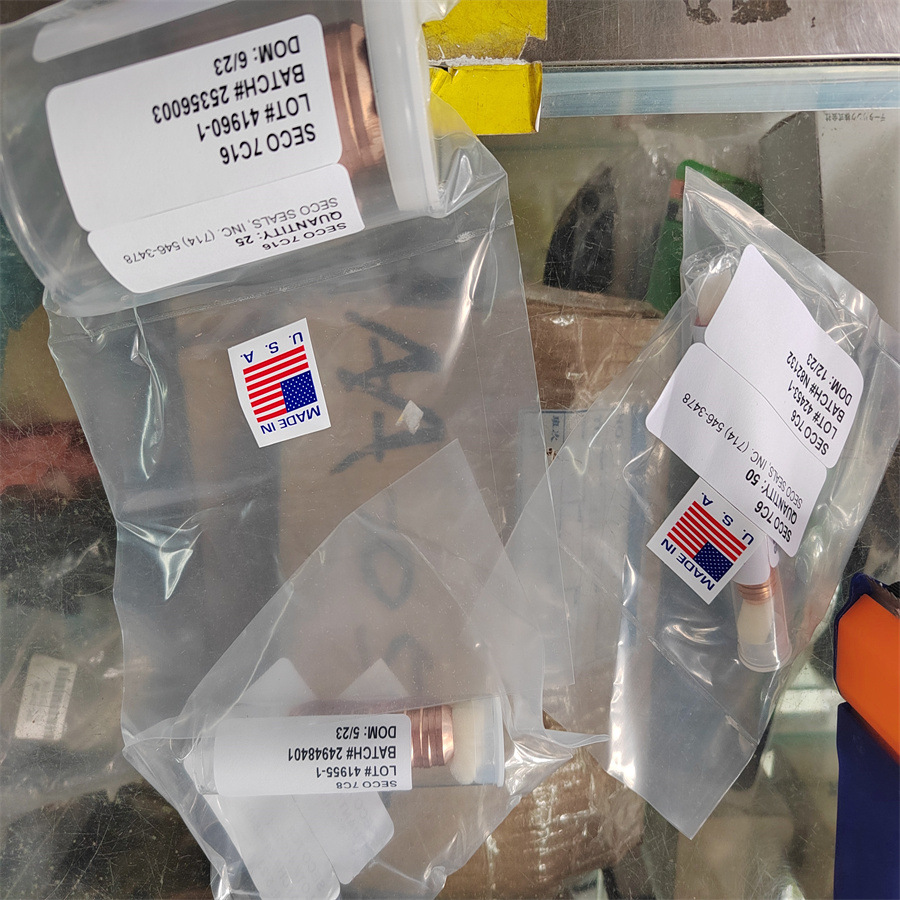 SECO 7C16
LOT# 41960-1
BATCH# 25356003
DOM: 6/23
SECO 7C16
QUANTITY: 25
SECO SEALS, INC. (714) 546-3478
MADE IN
U. S. A.
SECO 7C6
LOT# 42453-1
BATCH# N82132
DOM: 12/23
SECO 7C6
QUANTITY: 50
SECO SEALS, INC. (714) 546-3478
MADE IN
U. S. A.
SECO 7C8
LOT# 41955-1
BATCH# 24948401
DOM: 5/23